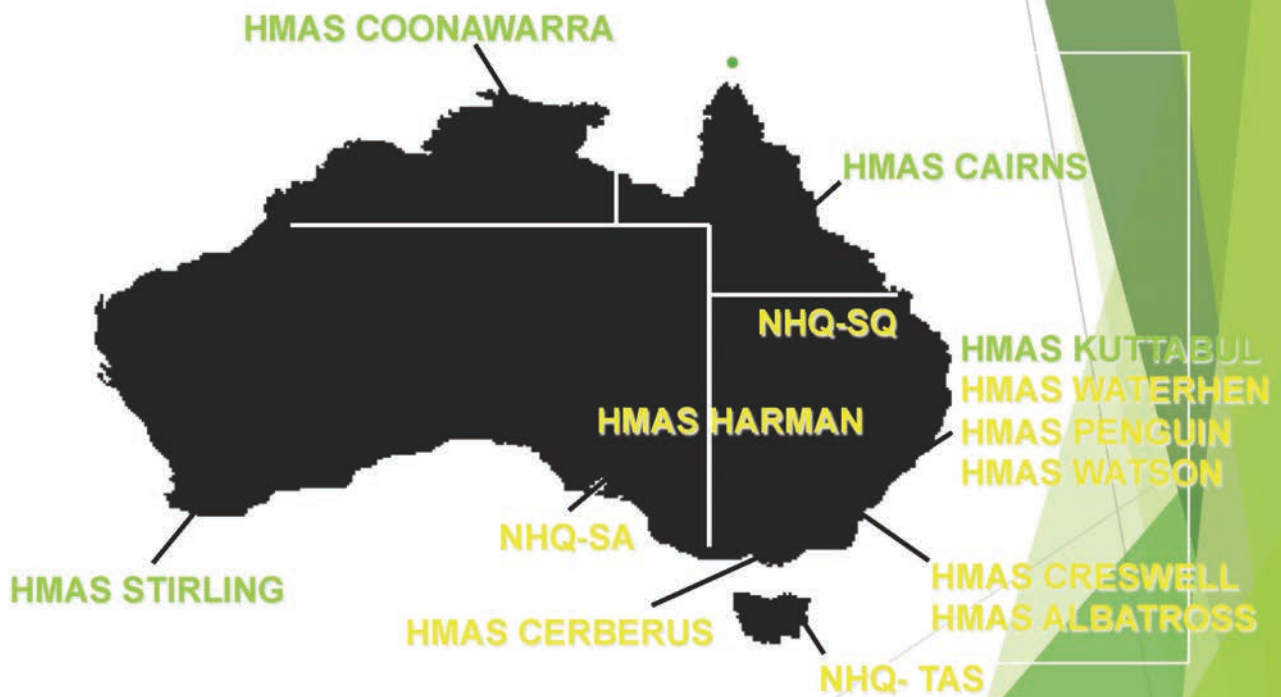 HMAS COONAWARRA
HMAS CAIRNS
NHQ-SQ
HMAS KUTTABUL
HMAS WATERHEN
HMAS PENGUIN
HMAS WATSON
HMAS HARMAN
NHQ-SA
HMAS STIRLING
HMAS CRESWELL
HMAS ALBATROSS
HMAS CERBERUS
NHQ- TAS